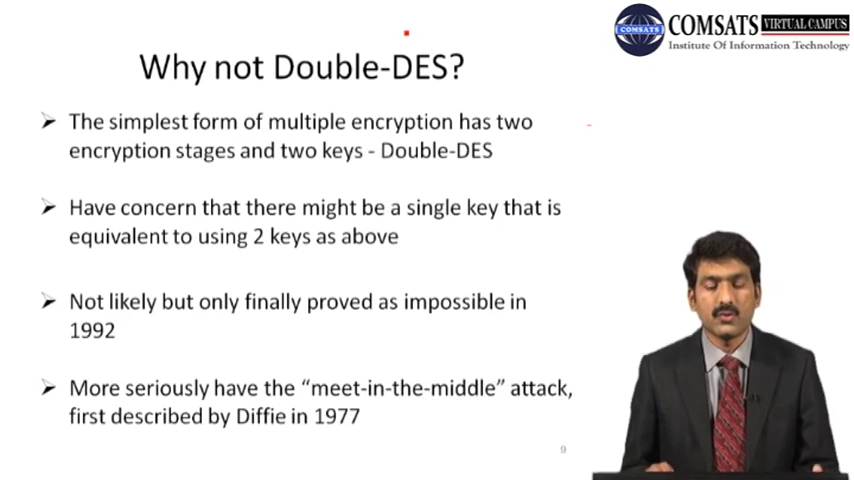 COMSATS
COMSATS VIRTUAL CAMPUS
Institute Of Information Technology
Why not Double-DES?
The simplest form of multiple encryption has two
encryption stages and two keys - Double-DES
Have concern that there might be a single key that is
equivalent to using 2 keys as above
Not likely but only finally proved as impossible in
1992
More seriously have the “meet-in-the-middle” attack,
first described by Diffie in 1977
9